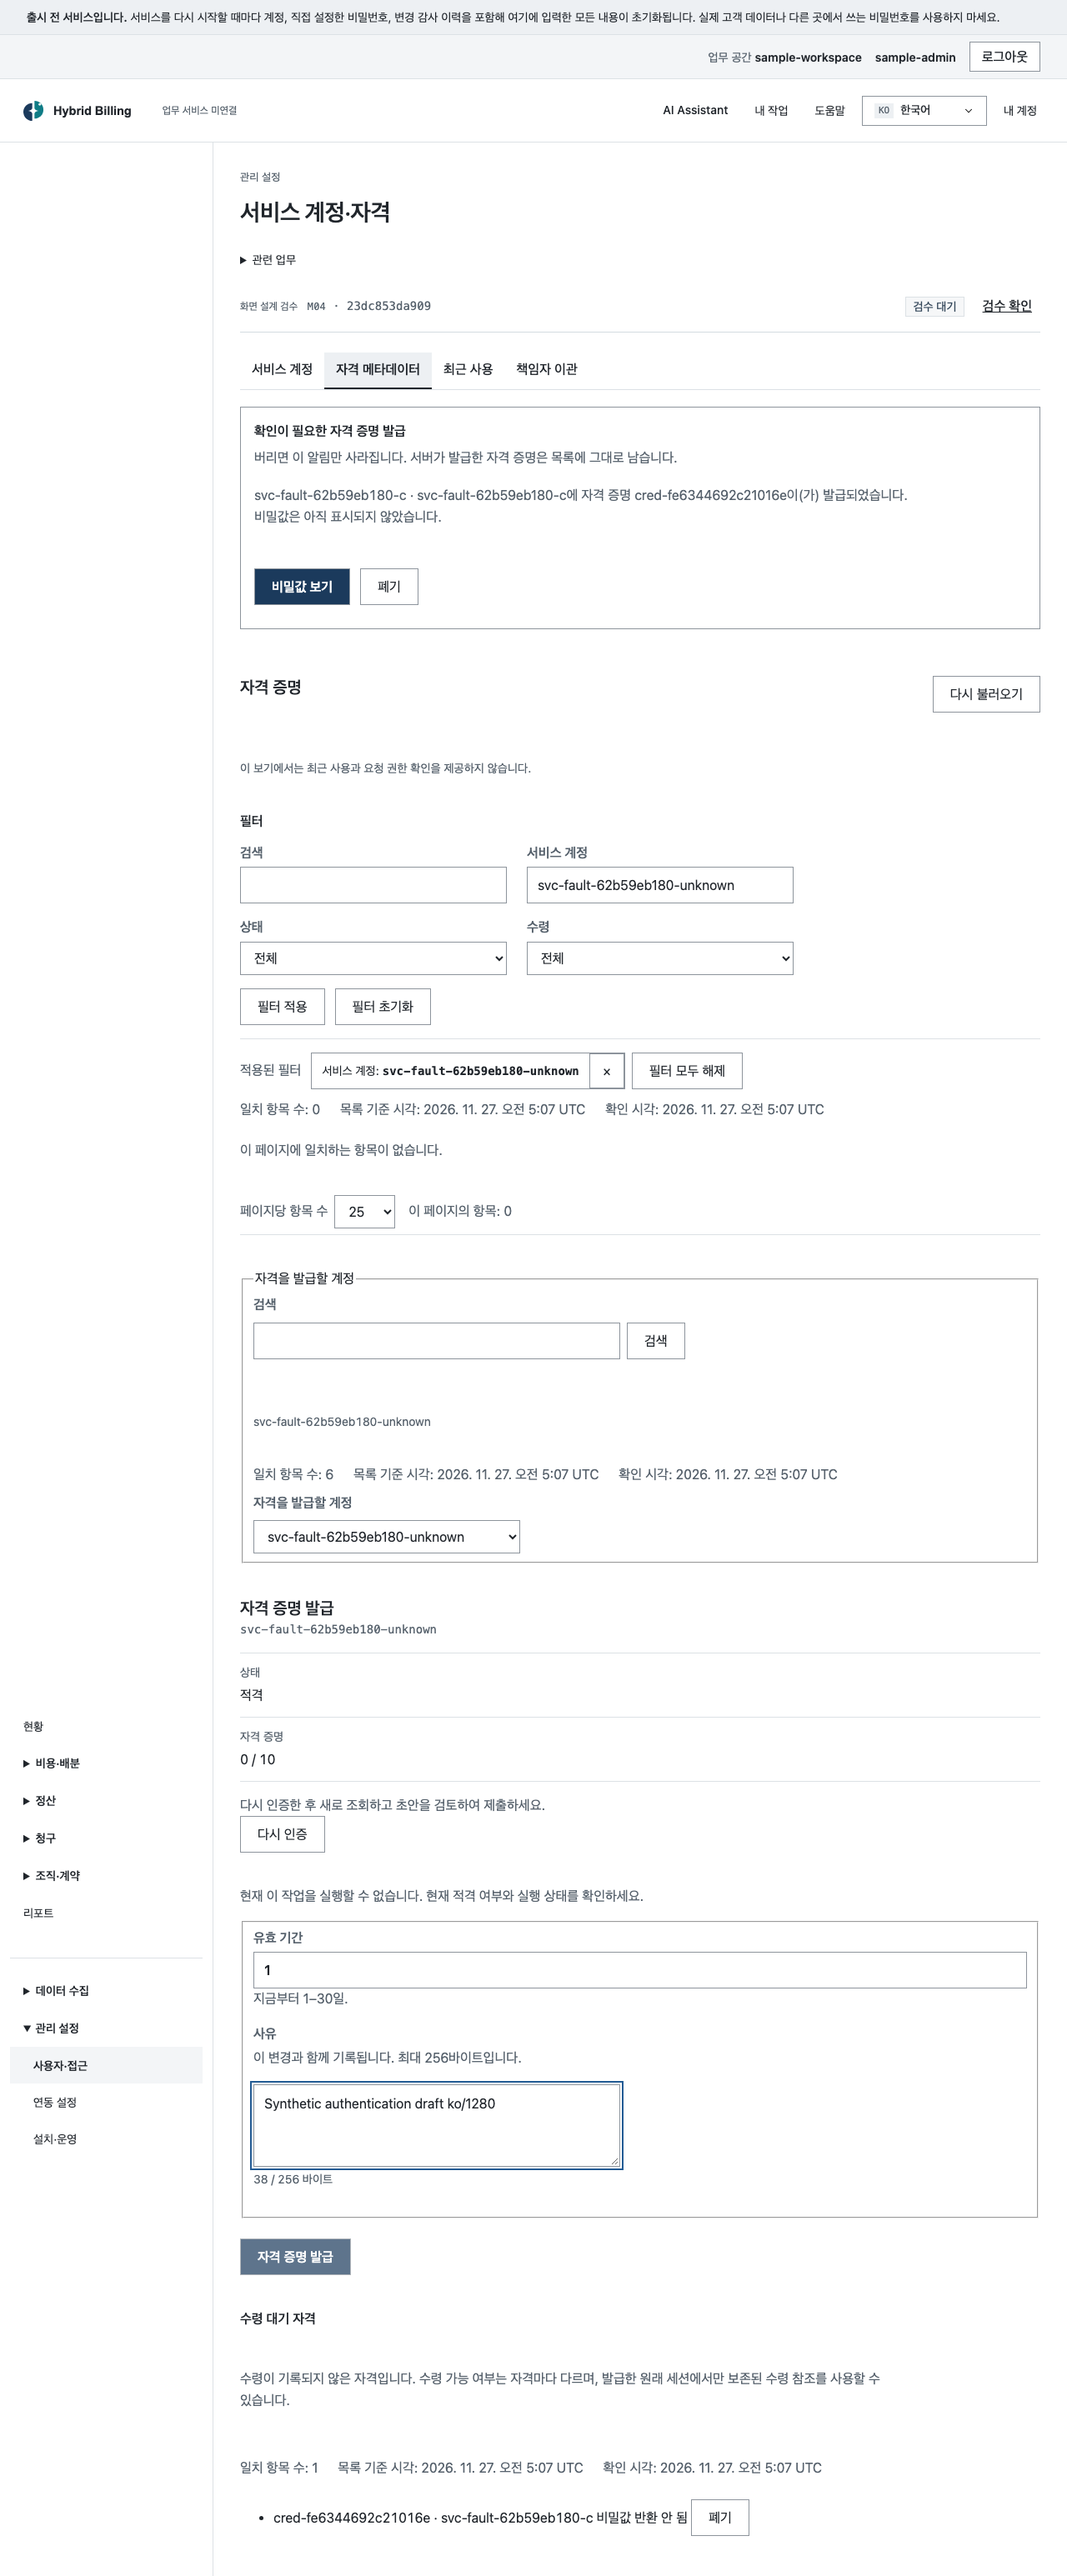 출시 전 서비스입니다. 서비스를 다시 시작할 때마다 계정, 직접 설정한 비밀번호, 변경 감사 이력을 포함해 여기에 입력한 모든 내용이 초기화됩니다. 실제 고객 데이터나 다른 곳에서 쓰는 비밀번호를 사용하지 마세요.
업무 공간 sample-workspace sample-admin 로그아웃
Hybrid Billing 업무 서비스 미연결 AI Assistant 내 작업 도움말 KO 한국어 내 계정
관리 설정
서비스 계정·자격
관련 업무
화면 설계 검수 M04 · 23dc853da909 검수 대기 검수 확인
서비스 계정 자격 메타데이터 최근 사용 책임자 이관
확인이 필요한 자격 증명 발급
버리면 이 알림만 사라집니다. 서버가 발급한 자격 증명은 목록에 그대로 남습니다.
svc-fault-62b59eb180-c · svc-fault-62b59eb180-c에 자격 증명 cred-fe6344692c21016e이(가) 발급되었습니다.
비밀값은 아직 표시되지 않았습니다.
비밀값 보기 폐기
자격 증명 다시 불러오기
이 보기에서는 최근 사용과 요청 권한 확인을 제공하지 않습니다.
필터
검색 서비스 계정
svc-fault-62b59eb180-unknown
상태 수령
전체 전체
필터 적용 필터 초기화
적용된 필터 서비스 계정: svc-fault-62b59eb180-unknown × 필터 모두 해제
일치 항목 수: 0 목록 기준 시각: 2026. 11. 27. 오전 5:07 UTC 확인 시각: 2026. 11. 27. 오전 5:07 UTC
이 페이지에 일치하는 항목이 없습니다.
페이지당 항목 수 25 이 페이지의 항목: 0
자격을 발급할 계정
검색
검색
svc-fault-62b59eb180-unknown
일치 항목 수: 6 목록 기준 시각: 2026. 11. 27. 오전 5:07 UTC 확인 시각: 2026. 11. 27. 오전 5:07 UTC
자격을 발급할 계정
svc-fault-62b59eb180-unknown
자격 증명 발급
svc-fault-62b59eb180-unknown
상태
적격
자격 증명
0 / 10
다시 인증한 후 새로 조회하고 초안을 검토하여 제출하세요.
다시 인증
현재 이 작업을 실행할 수 없습니다. 현재 적격 여부와 실행 상태를 확인하세요.
유효 기간
1
지금부터 1–30일.
사유
이 변경과 함께 기록됩니다. 최대 256바이트입니다.
Synthetic authentication draft ko/1280
38 / 256 바이트
자격 증명 발급
수령 대기 자격
수령이 기록되지 않은 자격입니다. 수령 가능 여부는 자격마다 다르며, 발급한 원래 세션에서만 보존된 수령 참조를 사용할 수
있습니다.
일치 항목 수: 1 목록 기준 시각: 2026. 11. 27. 오전 5:07 UTC 확인 시각: 2026. 11. 27. 오전 5:07 UTC
• cred-fe6344692c21016e · svc-fault-62b59eb180-c 비밀값 반환 안 됨 폐기
현황
비용·배분
정산
청구
조직·계약
리포트
데이터 수집
관리 설정
사용자·접근
연동 설정
설치·운영